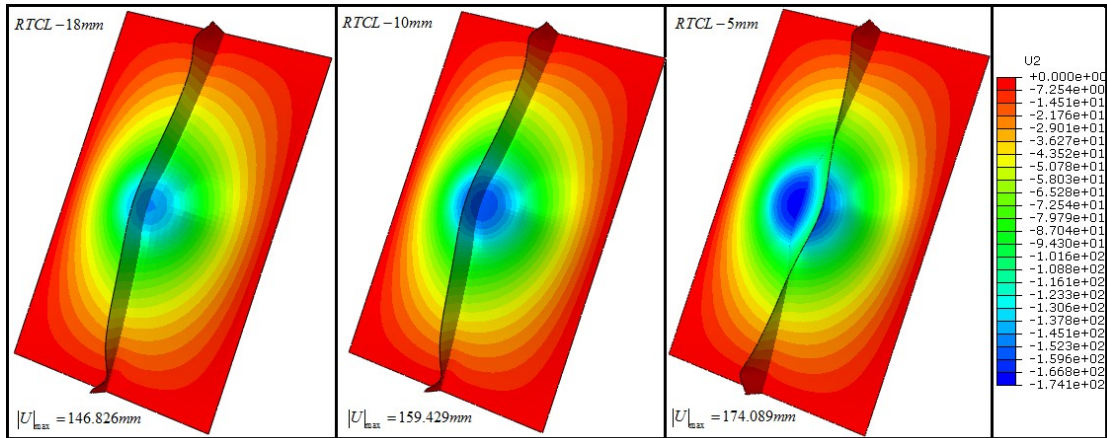 RTCL-18mm
|U|max = 146.826mm
RTCL-10mm
|U|max = 159.429mm
RTCL-5mm
|U|max = 174.089mm
U2
+0.000e+00
-7.254e+00
-1.451e+01
-2.176e+01
-2.901e+01
-3.627e+01
-4.352e+01
-5.078e+01
-5.803e+01
-6.528e+01
-7.254e+01
-7.979e+01
-8.704e+01
-9.430e+01
-1.016e+02
-1.088e+02
-1.161e+02
-1.233e+02
-1.306e+02
-1.378e+02
-1.451e+02
-1.523e+02
-1.596e+02
-1.668e+02
-1.741e+02